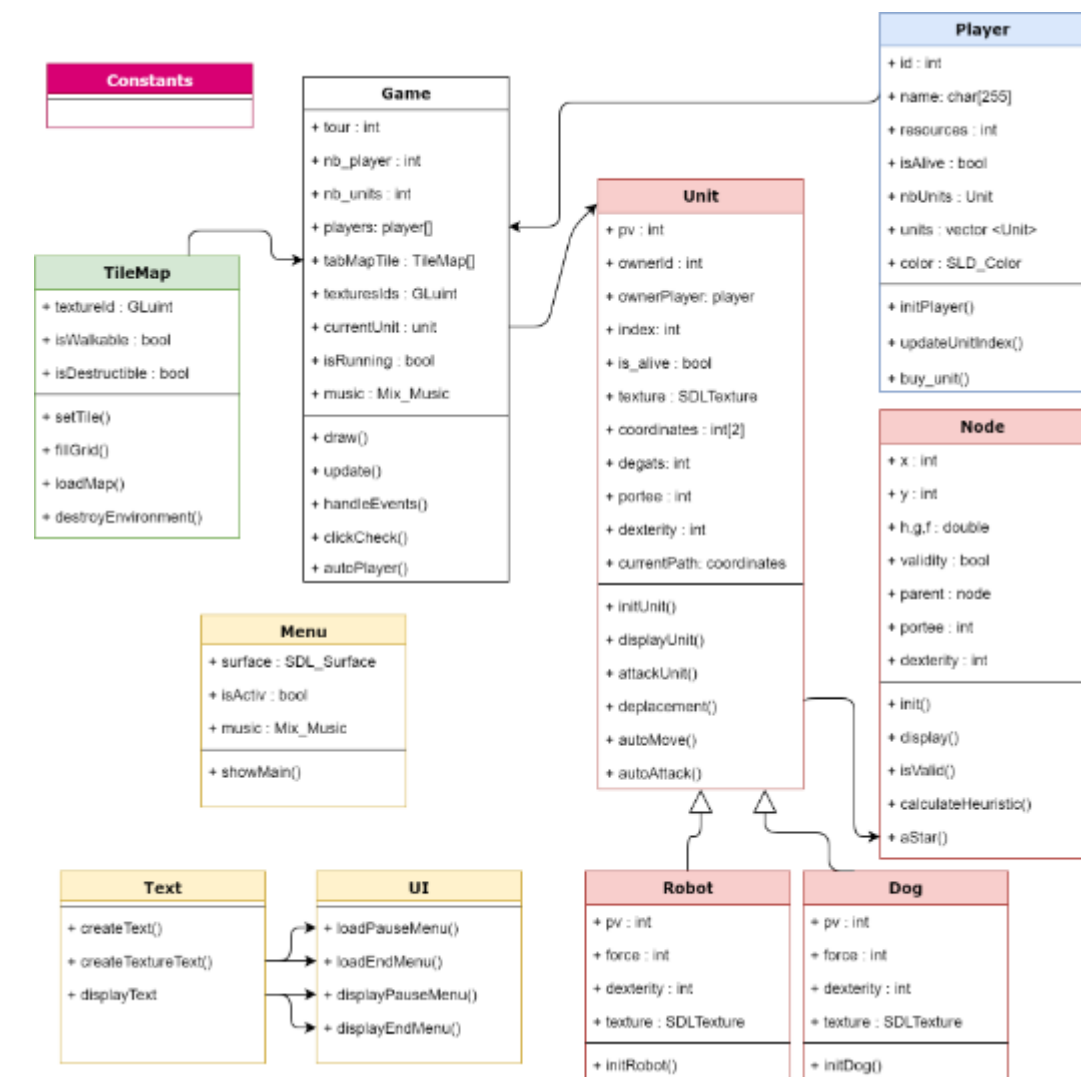 Constants
Game
+ tour : int
+ nb_player : int
+ nb_units : int
+ players: player[]
+ tabMapTile : TileMap[]
+ texturesIds : GLuint
+ currentUnit : unit
+ isRunning : bool
+ music : Mix_Music
+ draw()
+ update()
+ handleEvents()
+ clickCheck()
+ autoPlayer()
Player
+ id : int
+ name: char[255]
+ resources : int
+ isAlive : bool
+ nbUnits : Unit
+ units : vector <Unit>
+ color : SLD_Color
+ initPlayer()
+ updateUnitIndex()
+ buy_unit()
TileMap
+ textureId : GLuint
+ isWalkable : bool
+ isDestructible : bool
+ setTile()
+ fillGrid()
+ loadMap()
+ destroyEnvironment()
Unit
+ pv : int
+ ownerId : int
+ ownerPlayer: player
+ index: int
+ is_alive : bool
+ texture : SDLTexture
+ coordinates : int[2]
+ degats: int
+ portee : int
+ dexterity : int
+ currentPath: coordinates
+ initUnit()
+ displayUnit()
+ attackUnit()
+ deplacement()
+ autoMove()
+ autoAttack()
Node
+ x : int
+ y : int
+ h,g,f : double
+ validity : bool
+ parent : node
+ portee : int
+ dexterity : int
+ init()
+ display()
+ isValid()
+ calculateHeuristic()
+ aStar()
Menu
+ surface : SDL_Surface
+ isActiv : bool
+ music : Mix_Music
+ showMain()
Text
+ createText()
+ createTextureText()
+ displayText
UI
+ loadPauseMenu()
+ loadEndMenu()
+ displayPauseMenu()
+ displayEndMenu()
Robot
+ pv : int
+ force : int
+ dexterity : int
+ texture : SDLTexture
+ initRobot()
Dog
+ pv : int
+ force : int
+ dexterity : int
+ texture : SDLTexture
+ initDog()